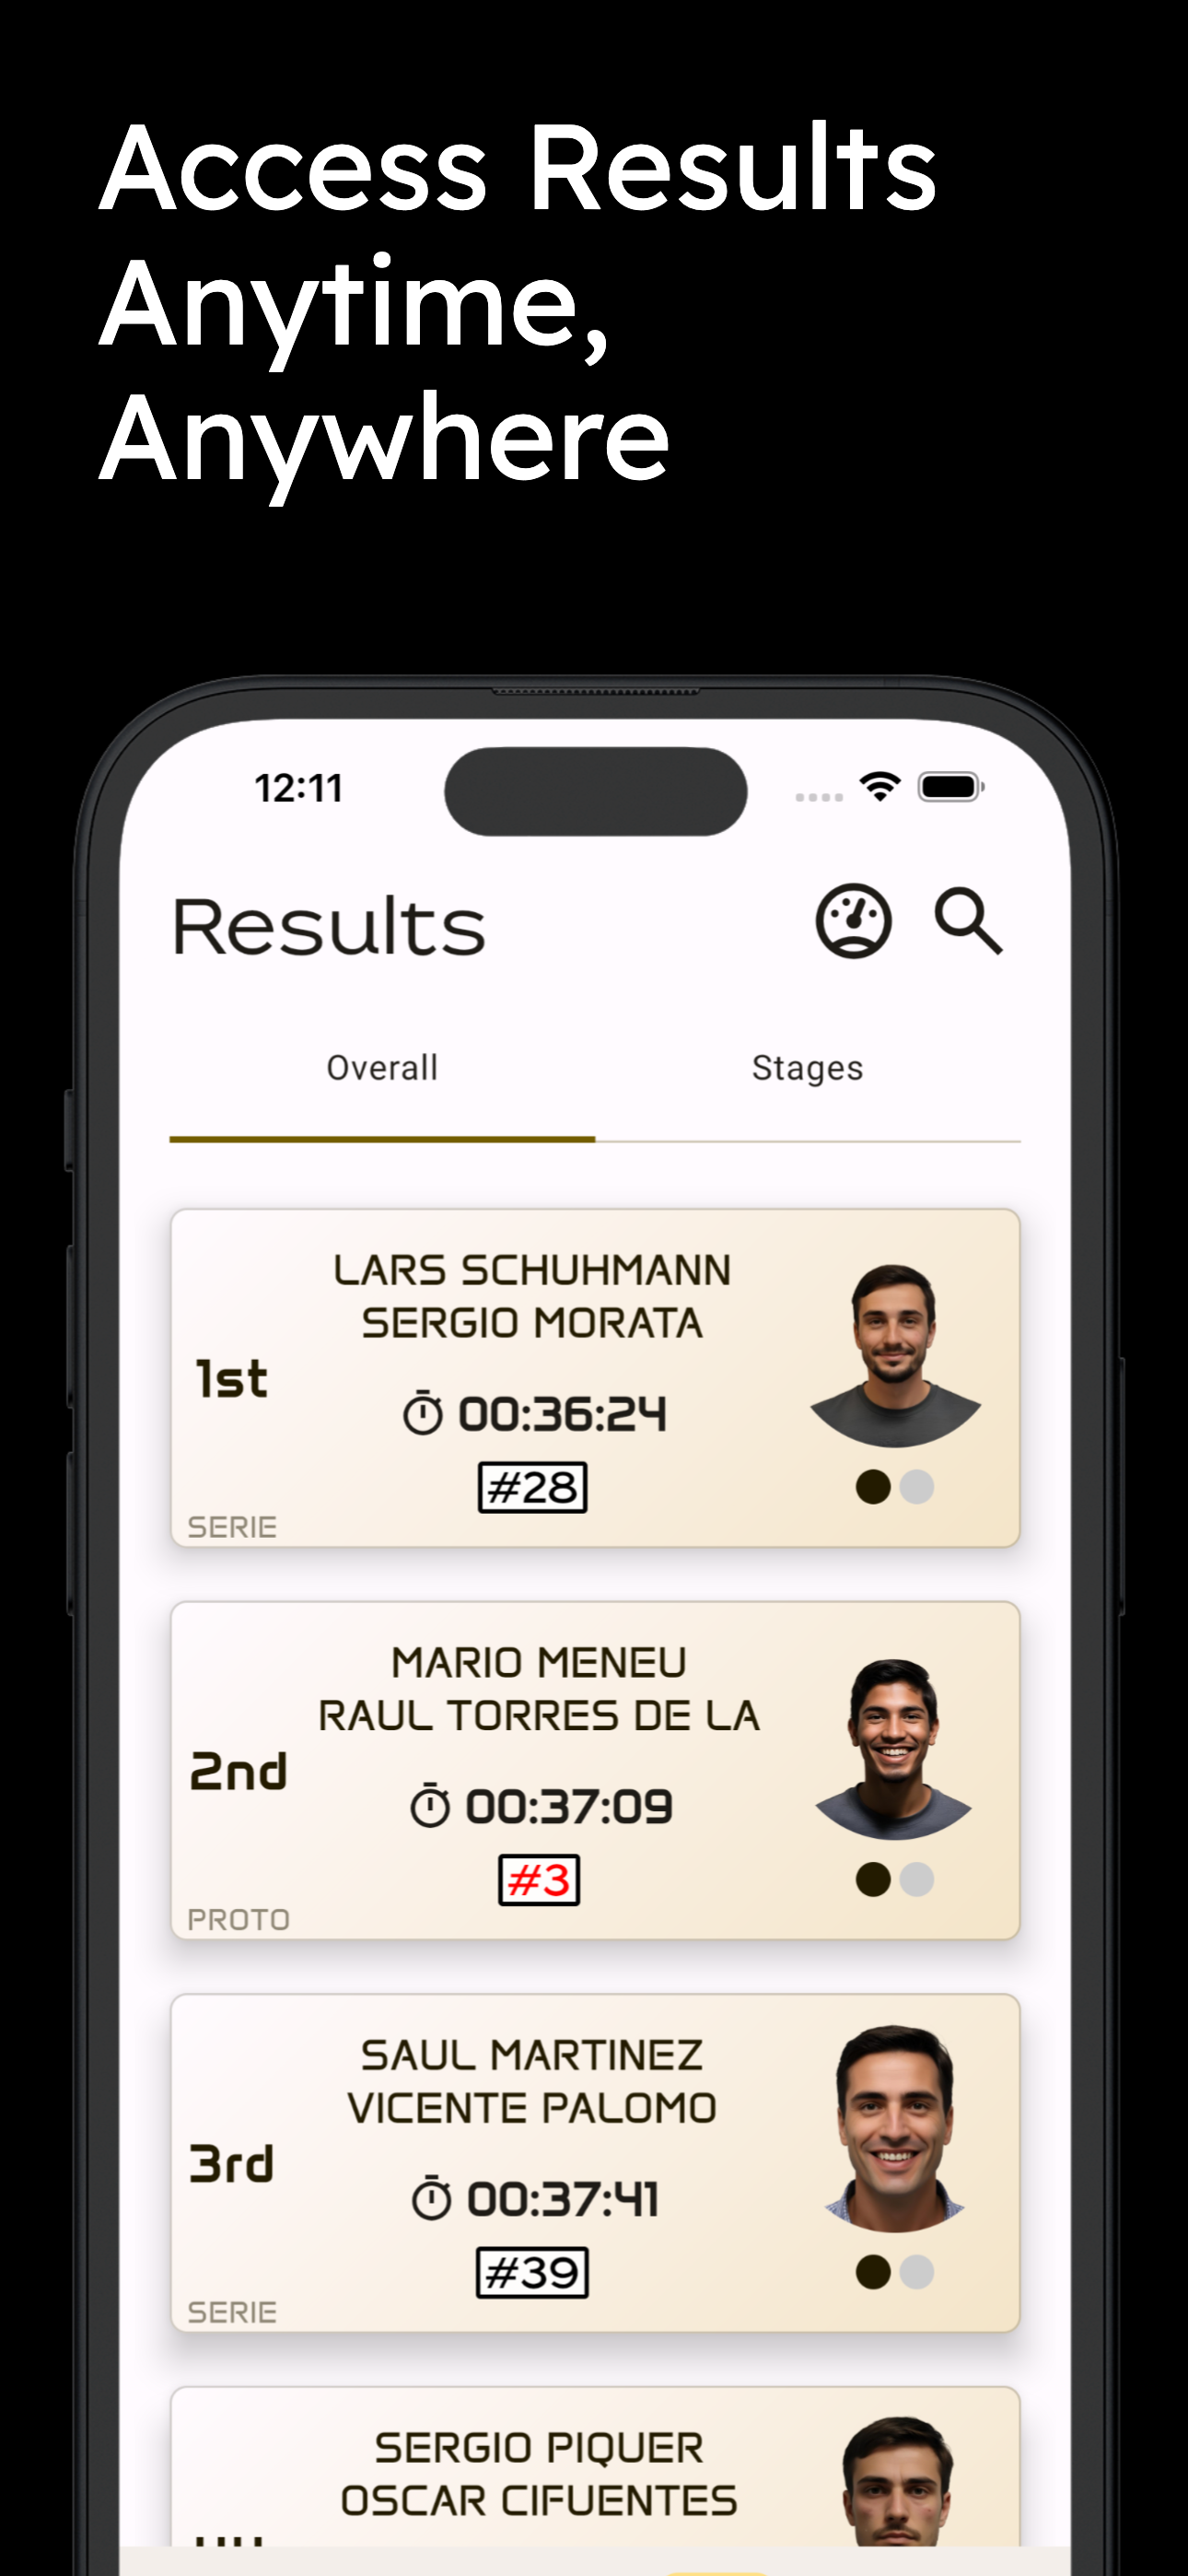 Access Results
Anytime,
Anywhere
12:11
Results
Overall
Stages
LARS SCHUHMANN
SERGIO MORATA
1st
00:36:24
#28
SERIE
MARIO MENEU
RAUL TORRES DE LA
2nd
00:37:09
#3
PROTO
SAUL MARTINEZ
VICENTE PALOMO
3rd
00:37:41
#39
SERIE
SERGIO PIQUER
OSCAR CIFUENTES